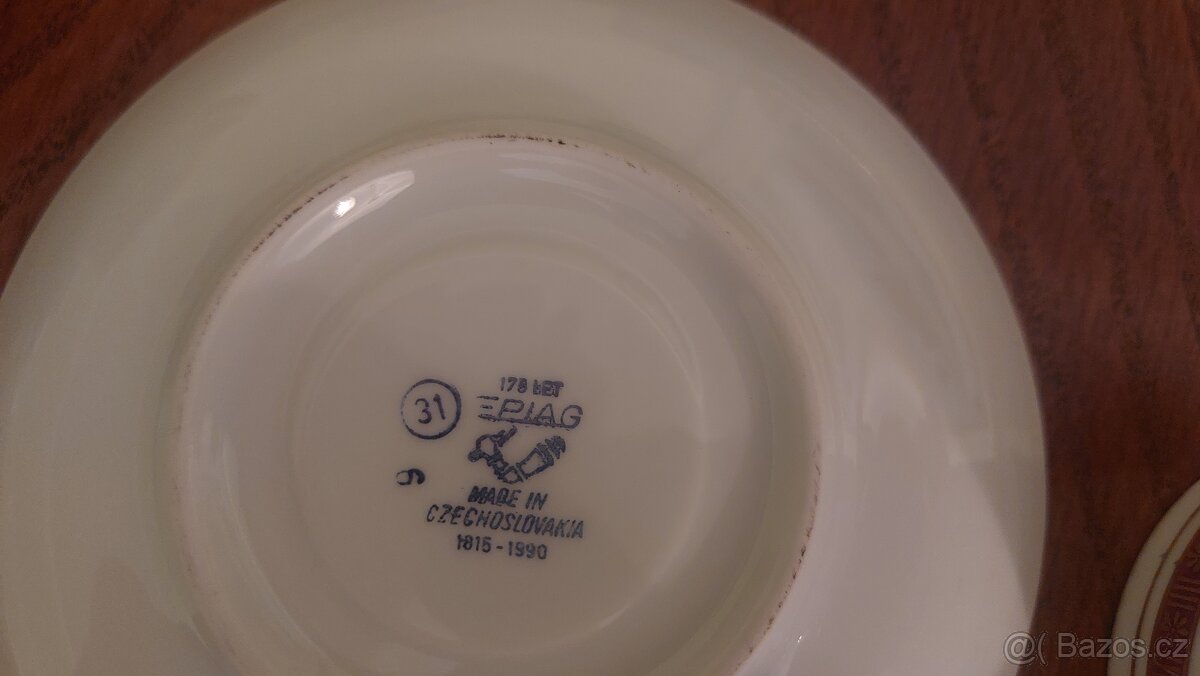 175 LET
31
EPIAG
6
MADE IN
CZECHOSLOVAKIA
1815 - 1990
@( Bazos.cz